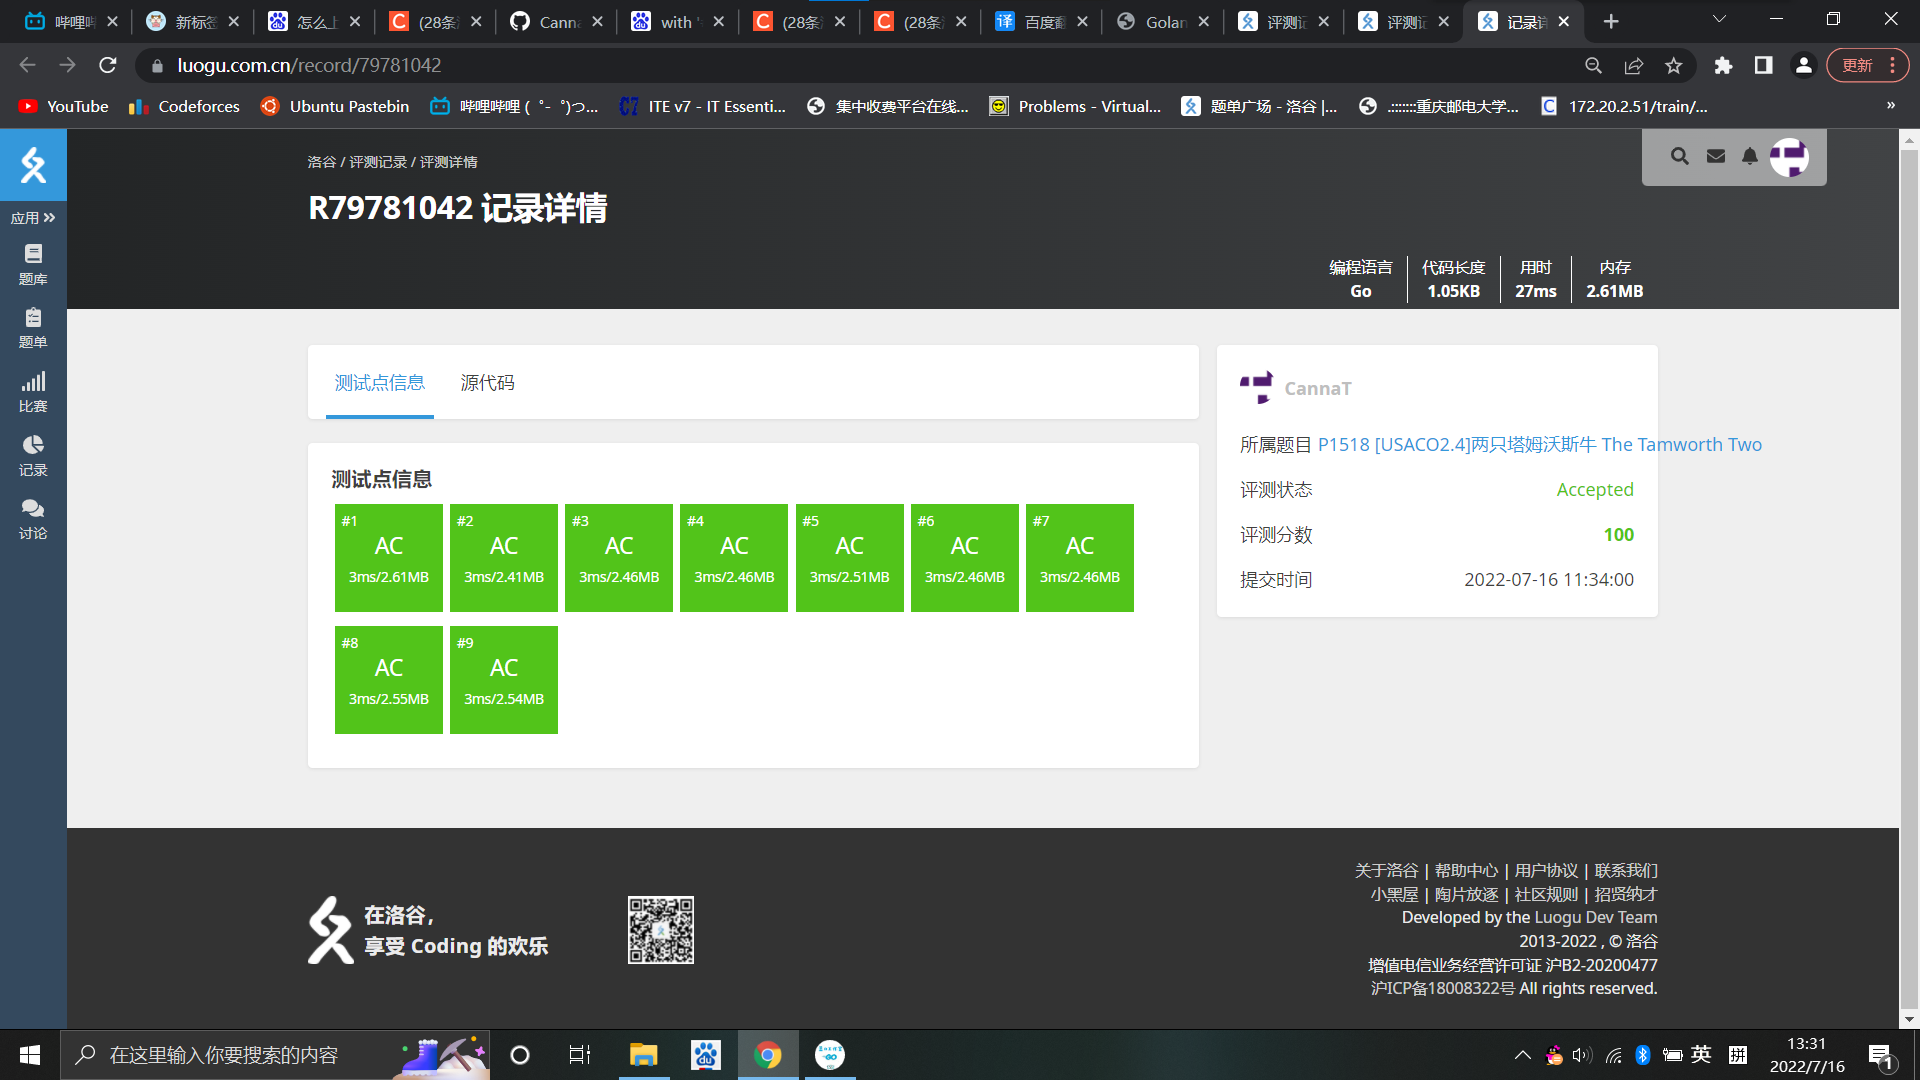 哔哩哔
新标签
怎么上
(28条
Canna
with '
(28条
(28条
百度翻
Golan
评测记
评测记
记录详
luogu.com.cn/record/79781042
更新
YouTube
Codeforces
Ubuntu Pastebin
哔哩哔哩 (゜-゜)つ...
ITE v7 - IT Essenti...
集中收费平台在线...
Problems - Virtual...
题单广场 - 洛谷 |...
.:::::::重庆邮电大学...
172.20.2.51/train/...
»
洛谷 / 评测记录 / 评测详情
R79781042 记录详情
编程语言
Go
代码长度
1.05KB
用时
27ms
内存
2.61MB
应用
题库
题单
比赛
记录
讨论
测试点信息
源代码
测试点信息
#1
AC
3ms/2.61MB
#2
AC
3ms/2.41MB
#3
AC
3ms/2.46MB
#4
AC
3ms/2.46MB
#5
AC
3ms/2.51MB
#6
AC
3ms/2.46MB
#7
AC
3ms/2.46MB
#8
AC
3ms/2.55MB
#9
AC
3ms/2.54MB
CannaT
所属题目 P1518 [USACO2.4]两只塔姆沃斯牛 The Tamworth Two
评测状态 Accepted
评测分数 100
提交时间 2022-07-16 11:34:00
在洛谷，
享受 Coding 的欢乐
关于洛谷 | 帮助中心 | 用户协议 | 联系我们
小黑屋 | 陶片放逐 | 社区规则 | 招贤纳才
Developed by the Luogu Dev Team
2013-2022 , © 洛谷
增值电信业务经营许可证 沪B2-20200477
沪ICP备18008322号 All rights reserved.
在这里输入你要搜索的内容
英
拼
13:31
2022/7/16
1